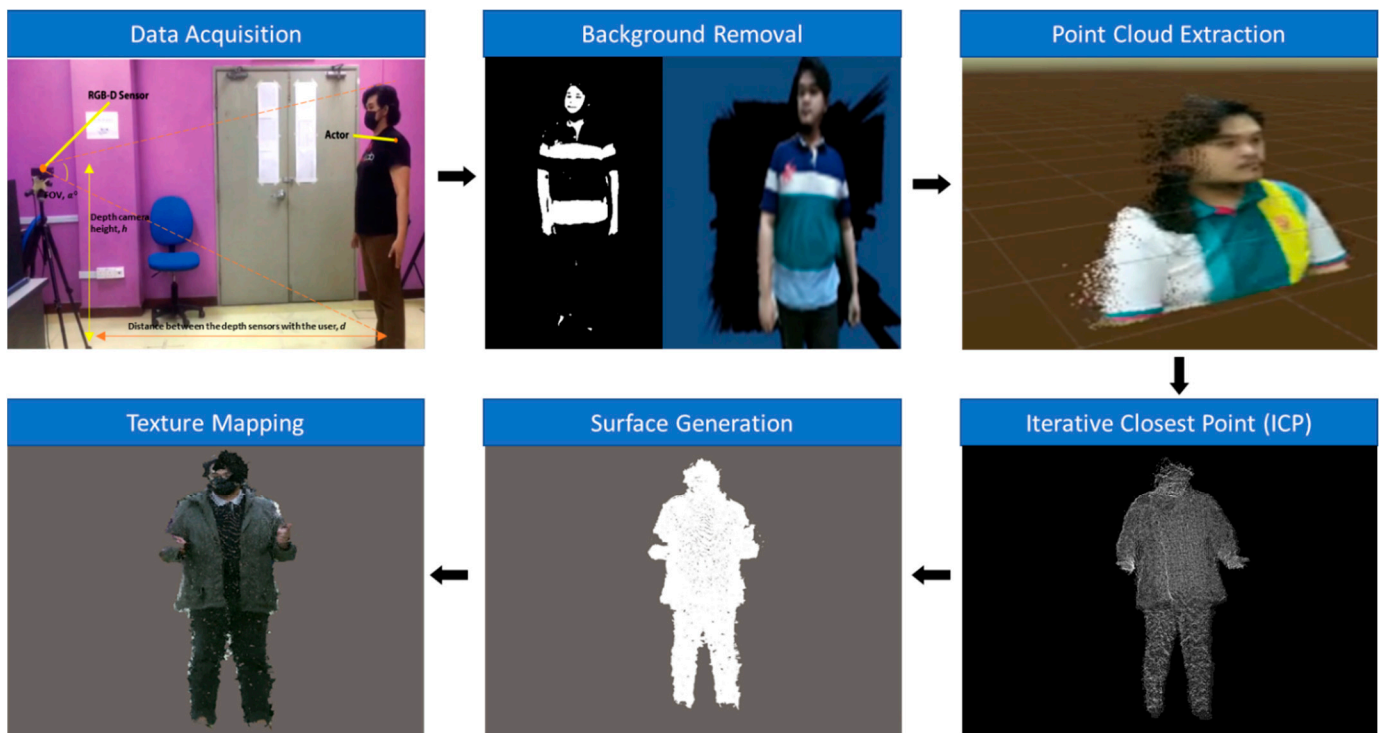 Data Acquisition
Background Removal
Point Cloud Extraction
RGB-D Sensor
Actor
FOV, α°
Depth camera
height, h
Distance between the depth sensors with the user, d
Texture Mapping
Surface Generation
Iterative Closest Point (ICP)